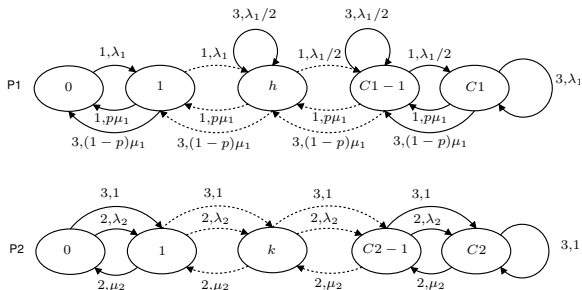 3,λ₁/2 3,λ₁/2
1,λ₁ 1,λ₁ 1,λ₁/2 1,λ₁/2
P1 0 1 h C1 − 1 C1 3,λ₁
1,pμ₁ 1,pμ₁ 1,pμ₁ 1,pμ₁
3,(1 − p)μ₁ 3,(1 − p)μ₁ 3,(1 − p)μ₁ 3,(1 − p)μ₁
3,1 3,1 3,1 3,1
2,λ₂ 2,λ₂ 2,λ₂ 2,λ₂
P2 0 1 k C2 − 1 C2 3,1
2,μ₂ 2,μ₂ 2,μ₂ 2,μ₂